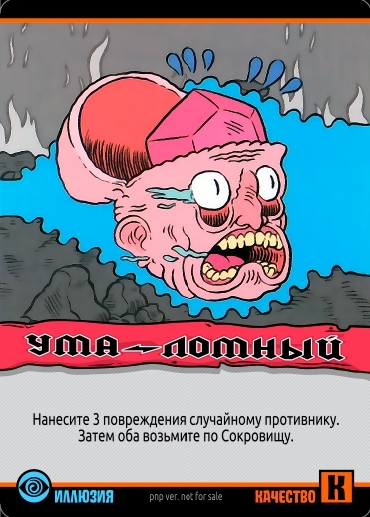 УМА-ЛОМНЫЙ
Нанесите 3 повреждения случайному противнику.
Затем оба возьмите по Сокровищу.
ИЛЛЮЗИЯ
pnp ver. not for sale
КАЧЕСТВО К